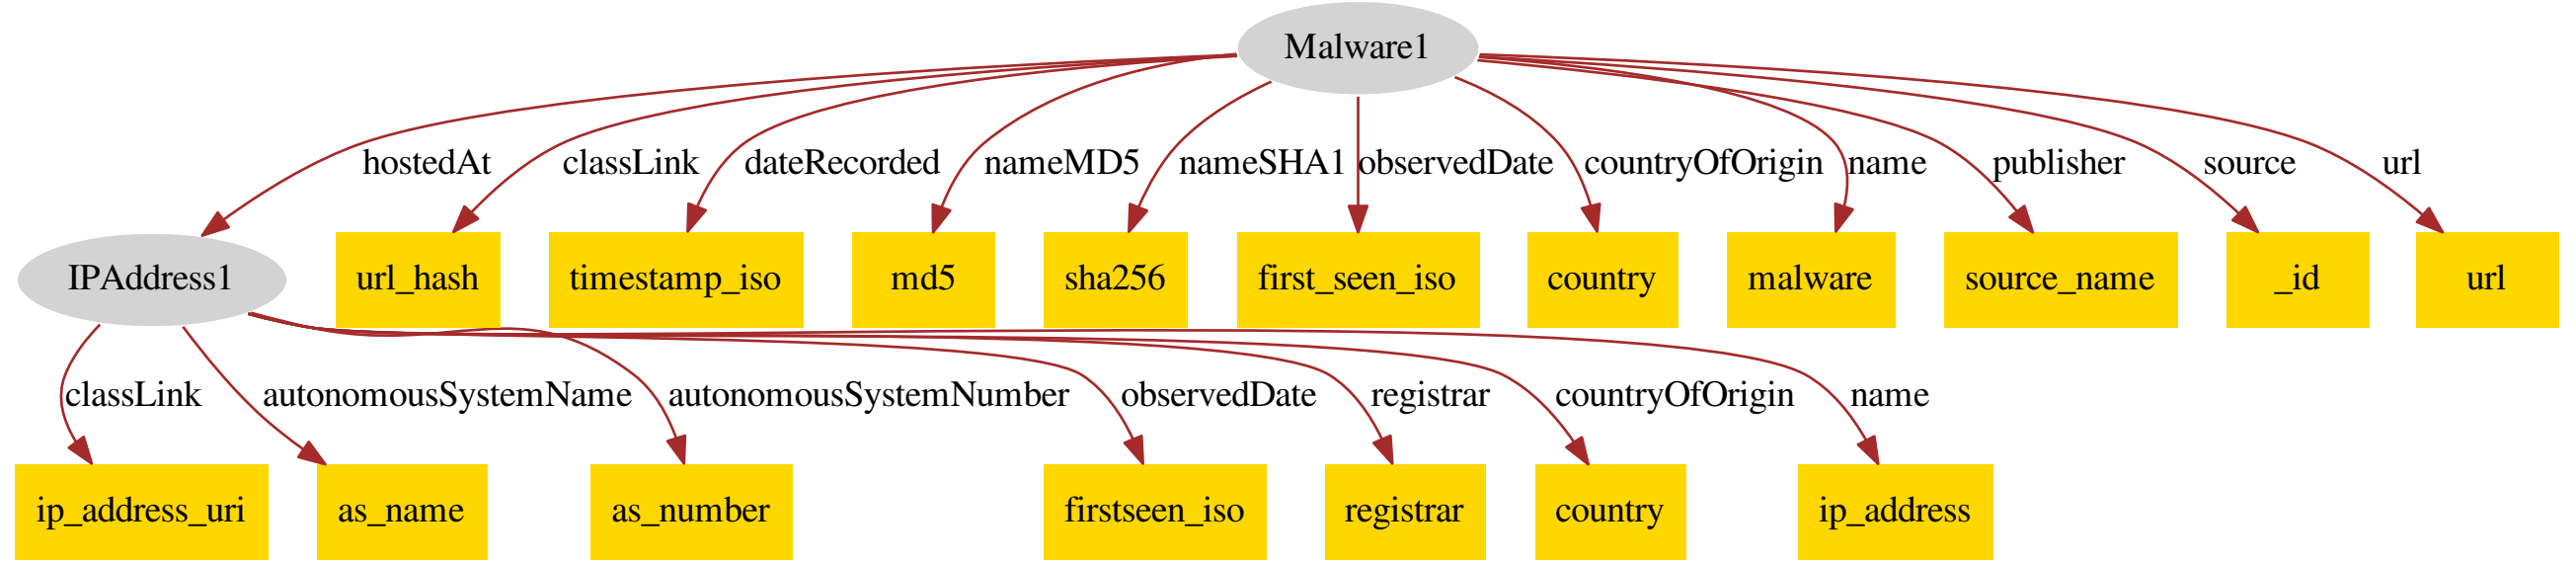 Malware1
hostedAt classLink dateRecorded nameMD5 nameSHA1 observedDate countryOfOrigin name publisher source url
IPAddress1 url_hash timestamp_iso md5 sha256 first_seen_iso country malware source_name _id url
classLink autonomousSystemName autonomousSystemNumber observedDate registrar countryOfOrigin name
ip_address_uri as_name as_number firstseen_iso registrar country ip_address